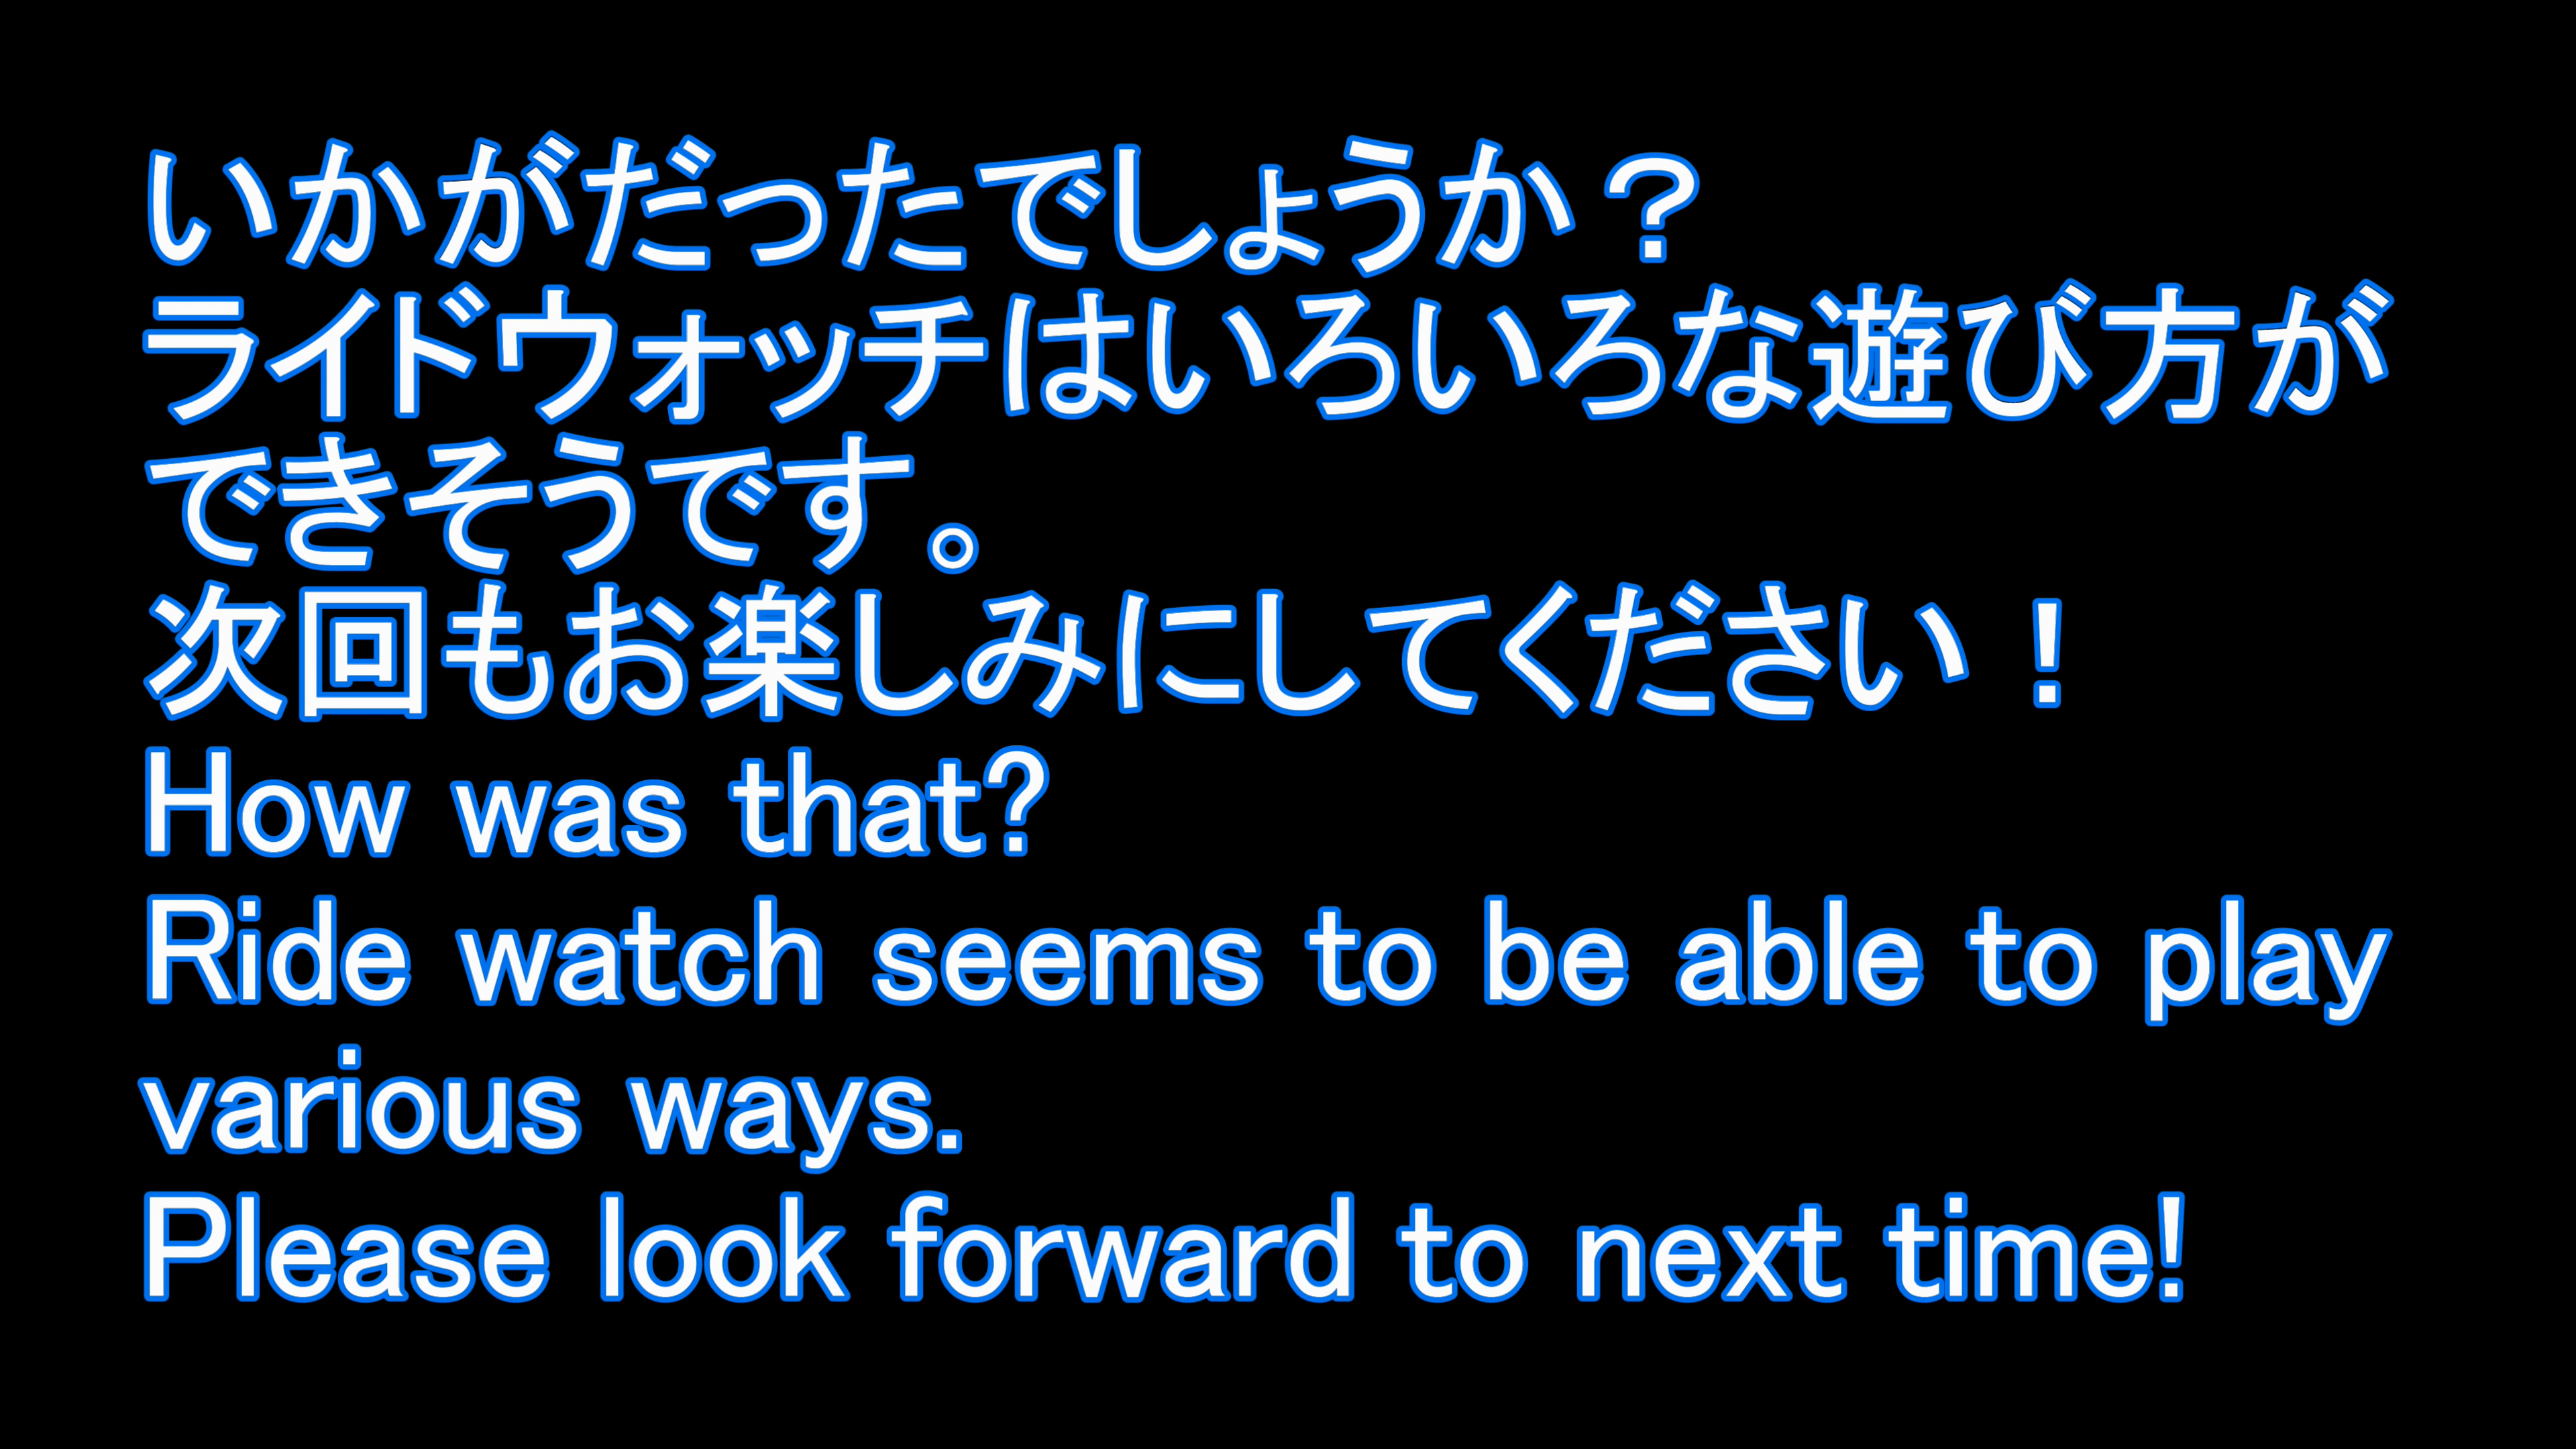 いかがだったでしょうか？
ライドウォッチはいろいろな遊び方が
できそうです。
次回もお楽しみにしてください！
How was that?
Ride watch seems to be able to play
various ways.
Please look forward to next time!